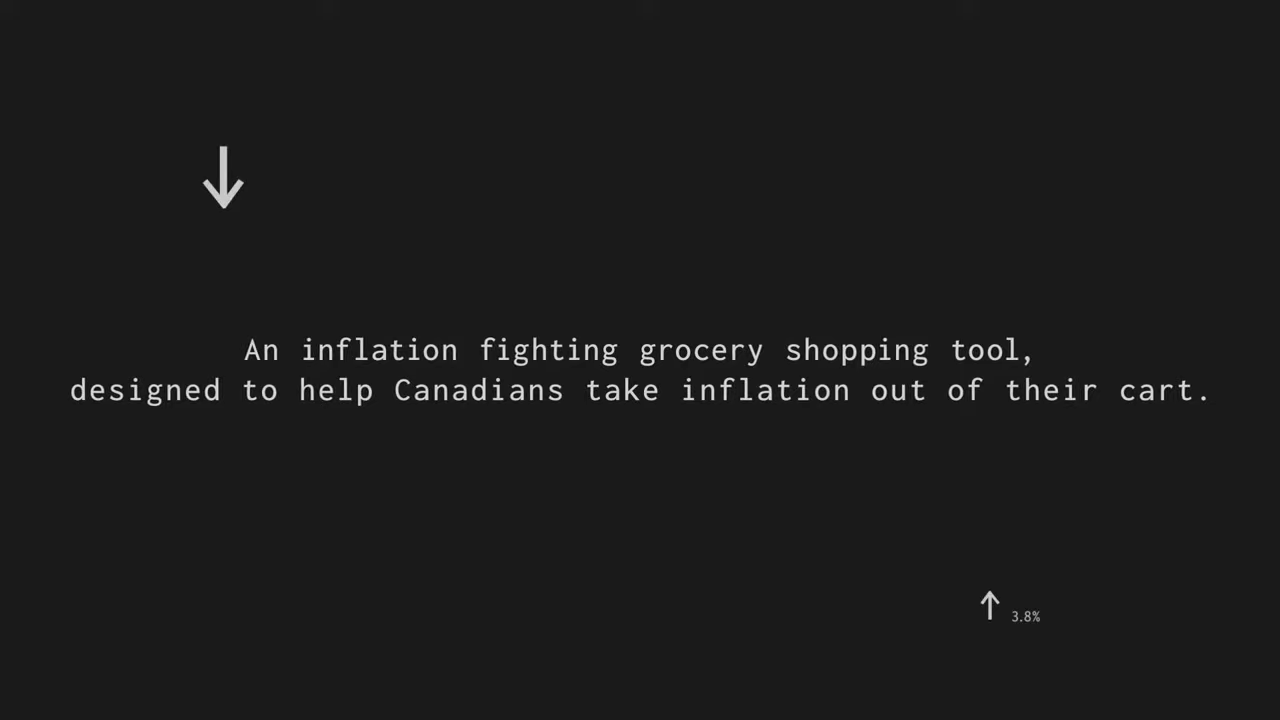 An inflation fighting grocery shopping tool,
designed to help Canadians take inflation out of their cart.
3.8%